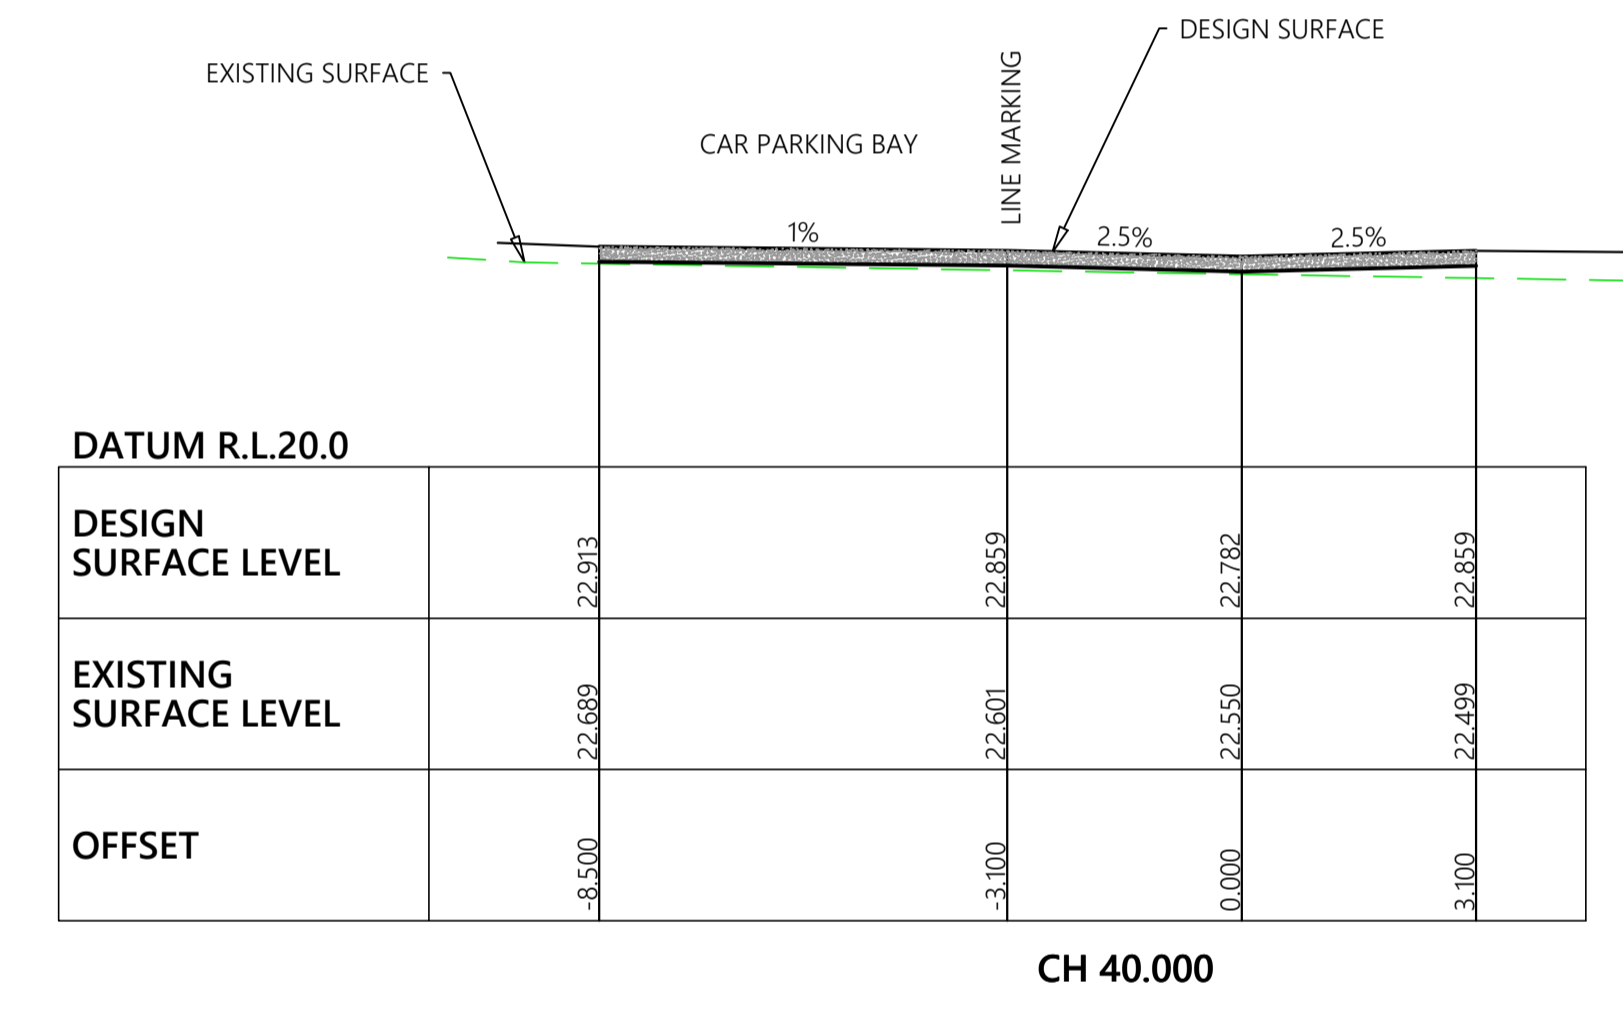 DESIGN SURFACE
EXISTING SURFACE
LINE MARKING
CAR PARKING BAY
1%
2.5%
2.5%
DATUM R.L.20.0
DESIGN
SURFACE LEVEL
22.913
22.859
22.782
22.859
EXISTING
SURFACE LEVEL
22.689
22.601
22.550
22.499
OFFSET
-8.500
-3.100
0.000
3.100
CH 40.000